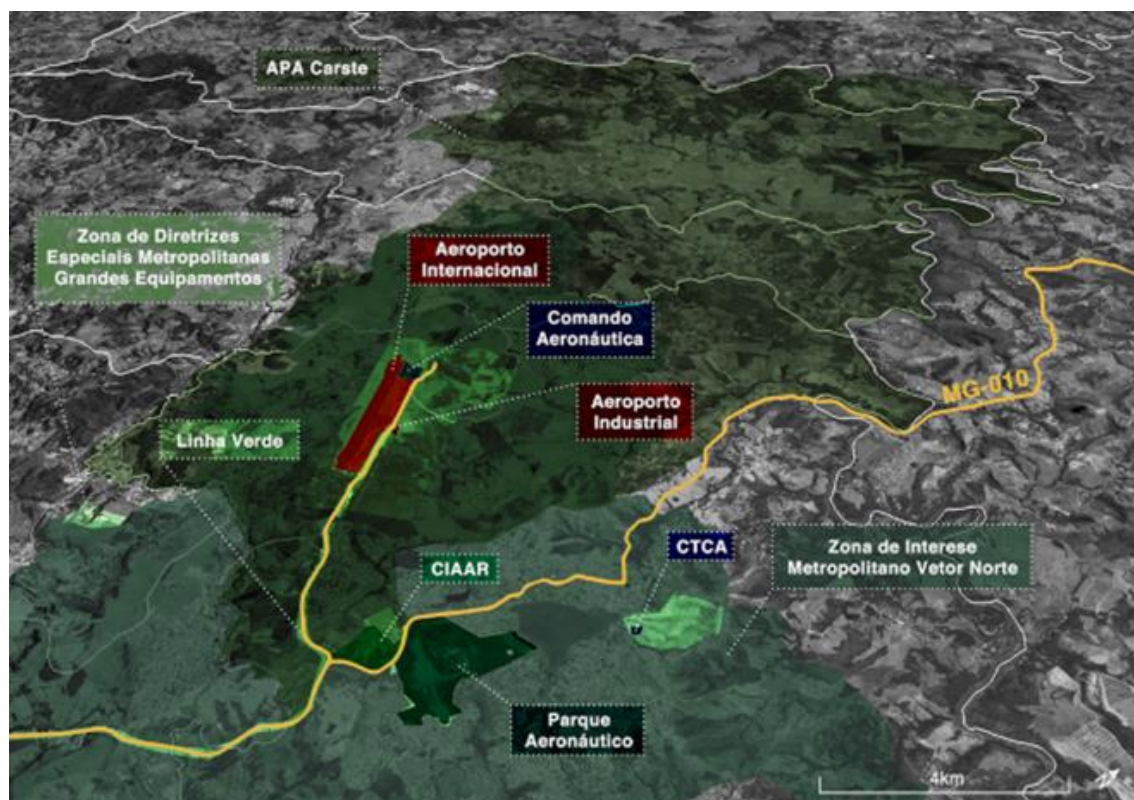 APA Carste
Zona de Diretrizes
Especiais Metropolitanas
Grandes Equipamentos
Aeroporto
Internacional
Comando
Aeronáutica
MG-010
Aeroporto
Industrial
Linha Verde
CTCA
Zona de Interese
Metropolitano Vetor Norte
CIAAR
Parque
Aeronáutico
4km